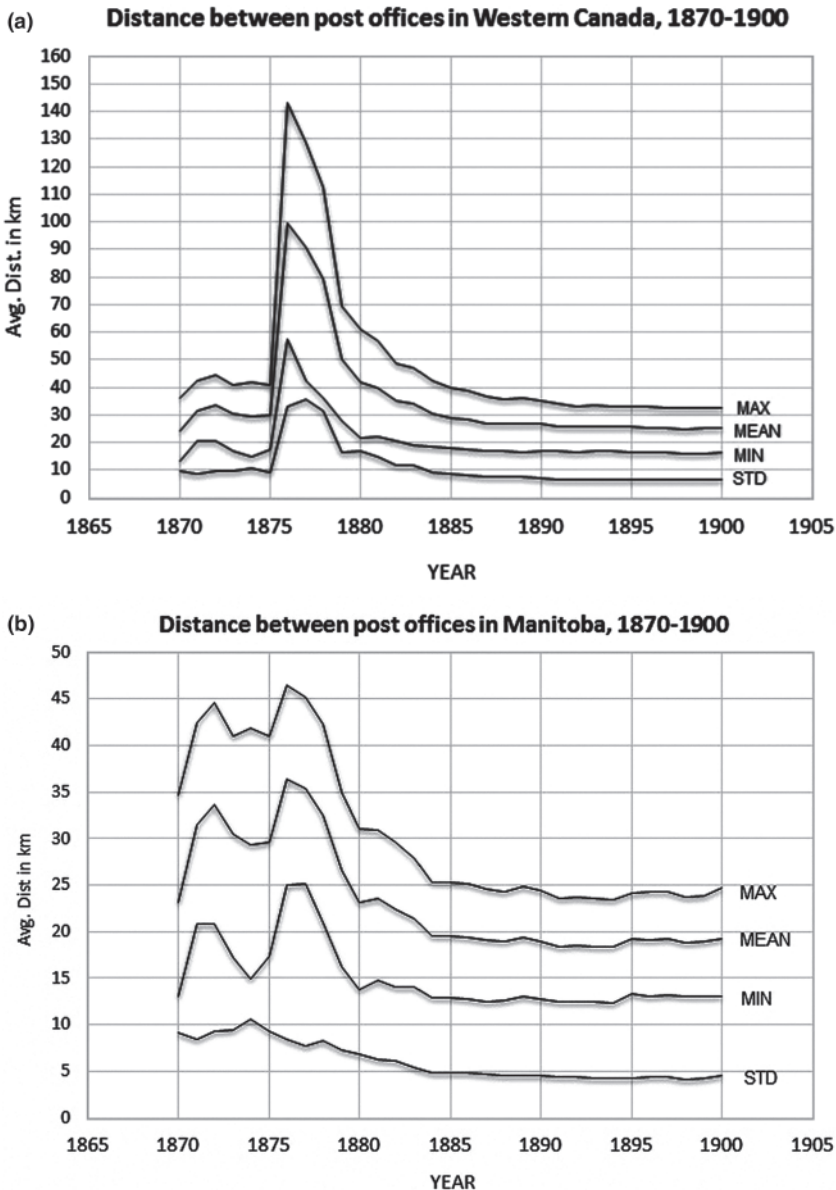 (a)
Distance between post offices in Western Canada, 1870-1900
Avg. Dist. in km
160
150
140
130
120
110
100
90
80
70
60
50
40
30
20
10
0
MAX
MEAN
MIN
STD
1865 1870 1875 1880 1885 1890 1895 1900 1905
YEAR
(b)
Distance between post offices in Manitoba, 1870-1900
Avg. Dist in km
50
45
40
35
30
25
20
15
10
5
0
MAX
MEAN
MIN
STD
1865 1870 1875 1880 1885 1890 1895 1900 1905
YEAR